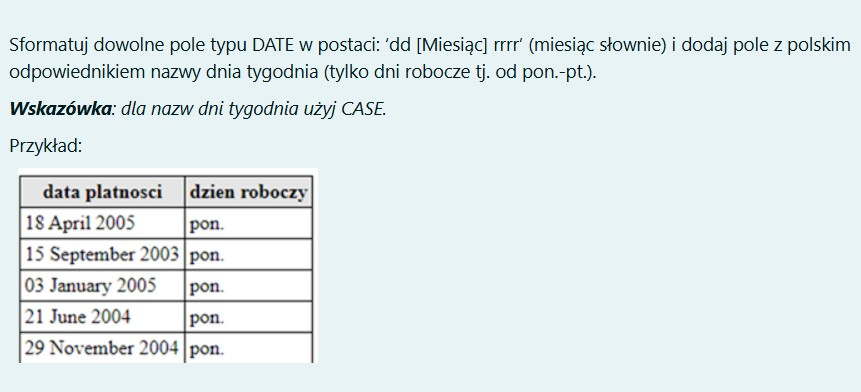 Sformatuj dowolne pole typu DATE w postaci: ‘dd [Miesiąc] rrrr’ (miesiąc słownie) i dodaj pole z polskim
odpowiednikiem nazwy dnia tygodnia (tylko dni robocze tj. od pon.-pt.).
Wskazówka: dla nazw dni tygodnia użyj CASE.
Przykład:
data platnosci dzien roboczy
18 April 2005 pon.
15 September 2003 pon.
03 January 2005 pon.
21 June 2004 pon.
29 November 2004 pon.